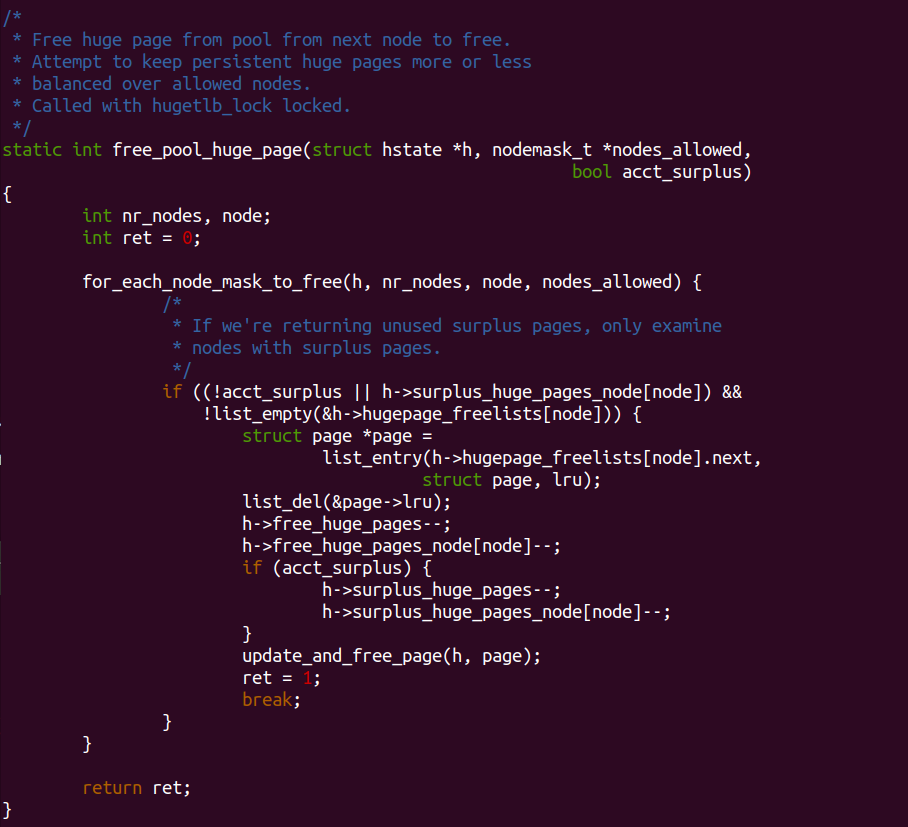 /*
 * Free huge page from pool from next node to free.
 * Attempt to keep persistent huge pages more or less
 * balanced over allowed nodes.
 * Called with hugetlb_lock locked.
 */
static int free_pool_huge_page(struct hstate *h, nodemask_t *nodes_allowed,
                                                         bool acct_surplus)
{
        int nr_nodes, node;
        int ret = 0;

        for_each_node_mask_to_free(h, nr_nodes, node, nodes_allowed) {
                /*
                 * If we're returning unused surplus pages, only examine
                 * nodes with surplus pages.
                 */
                if ((!acct_surplus || h->surplus_huge_pages_node[node]) &&
                    !list_empty(&h->hugepage_freelists[node])) {
                        struct page *page =
                                list_entry(h->hugepage_freelists[node].next,
                                          struct page, lru);
                        list_del(&page->lru);
                        h->free_huge_pages--;
                        h->free_huge_pages_node[node]--;
                        if (acct_surplus) {
                                h->surplus_huge_pages--;
                                h->surplus_huge_pages_node[node]--;
                        }
                        update_and_free_page(h, page);
                        ret = 1;
                        break;
                }
        }

        return ret;
}